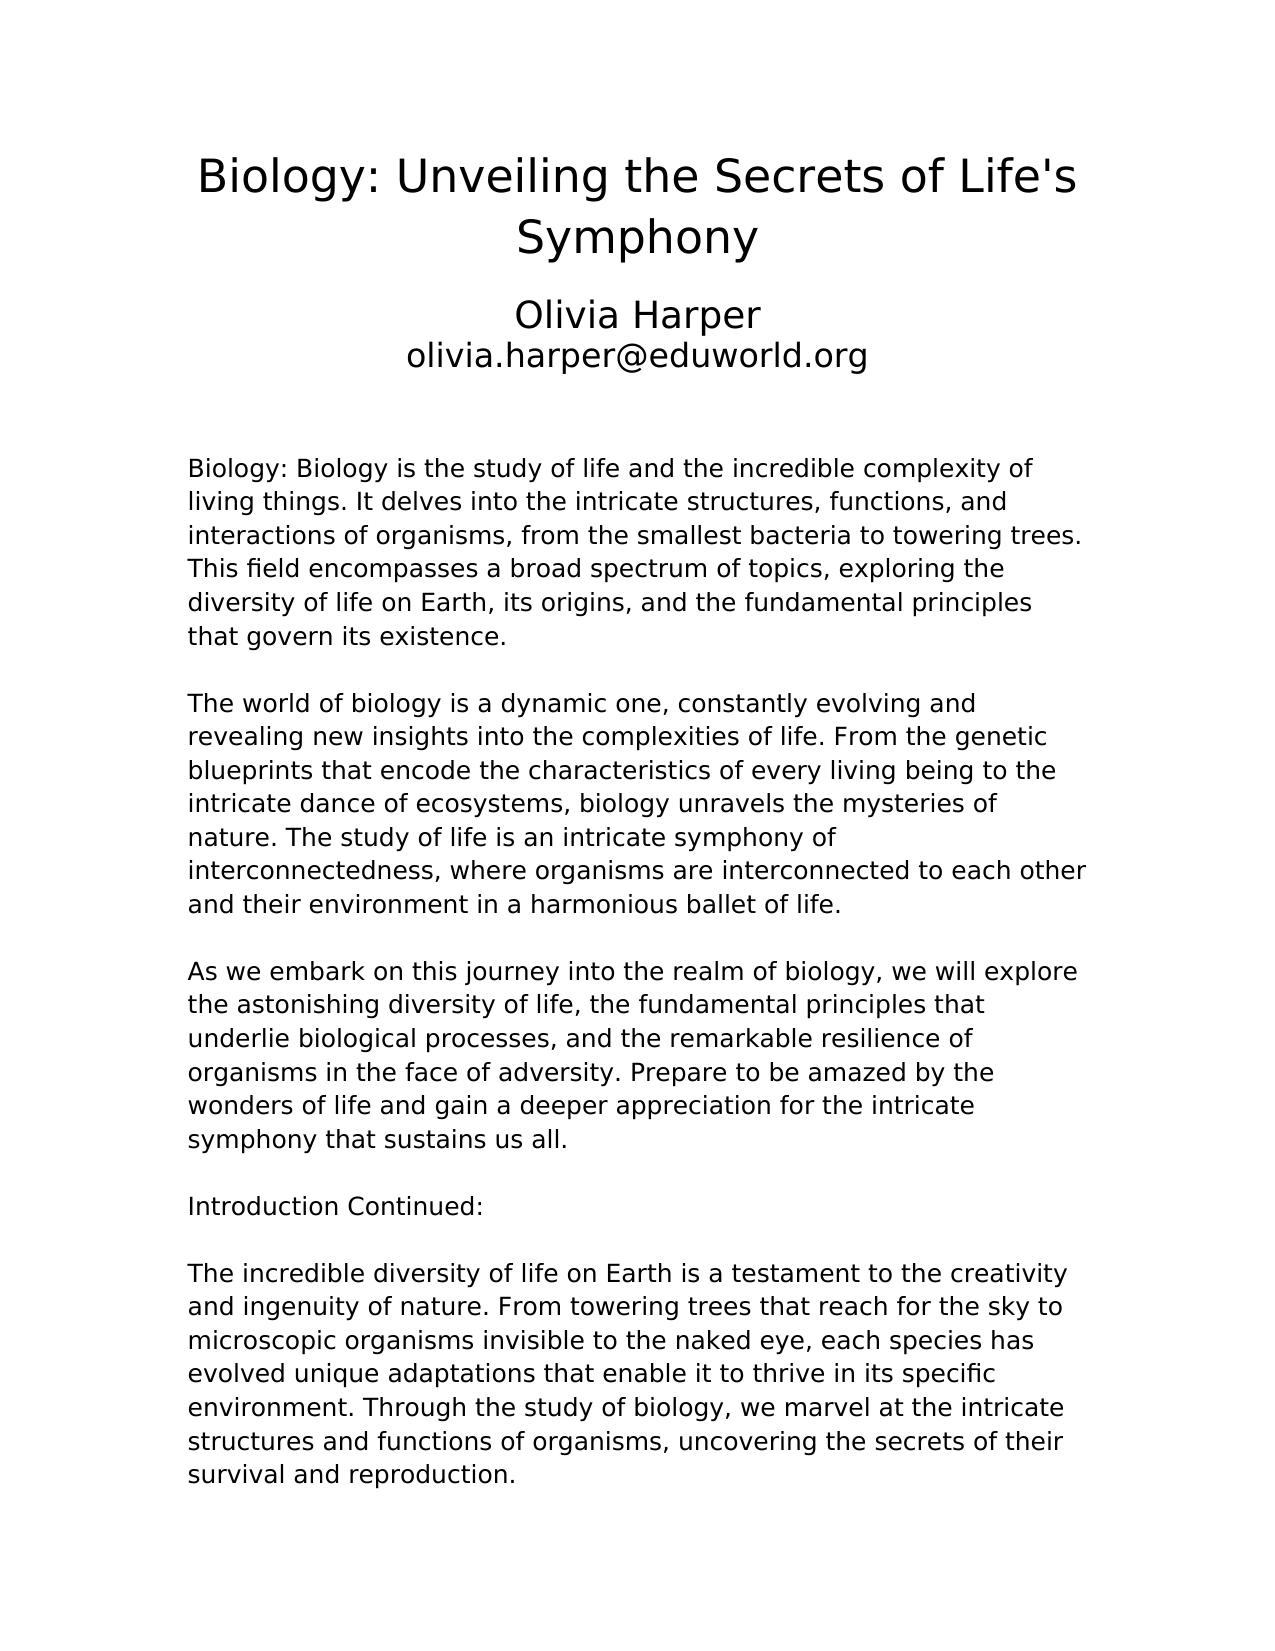 Biology: Unveiling the Secrets of Life's
Symphony
Olivia Harper
olivia.harper@eduworld.org
Biology: Biology is the study of life and the incredible complexity of
living things. It delves into the intricate structures, functions, and
interactions of organisms, from the smallest bacteria to towering trees.
This field encompasses a broad spectrum of topics, exploring the
diversity of life on Earth, its origins, and the fundamental principles
that govern its existence.
The world of biology is a dynamic one, constantly evolving and
revealing new insights into the complexities of life. From the genetic
blueprints that encode the characteristics of every living being to the
intricate dance of ecosystems, biology unravels the mysteries of
nature. The study of life is an intricate symphony of
interconnectedness, where organisms are interconnected to each other
and their environment in a harmonious ballet of life.
As we embark on this journey into the realm of biology, we will explore
the astonishing diversity of life, the fundamental principles that
underlie biological processes, and the remarkable resilience of
organisms in the face of adversity. Prepare to be amazed by the
wonders of life and gain a deeper appreciation for the intricate
symphony that sustains us all.
Introduction Continued:
The incredible diversity of life on Earth is a testament to the creativity
and ingenuity of nature. From towering trees that reach for the sky to
microscopic organisms invisible to the naked eye, each species has
evolved unique adaptations that enable it to thrive in its specific
environment. Through the study of biology, we marvel at the intricate
structures and functions of organisms, uncovering the secrets of their
survival and reproduction.